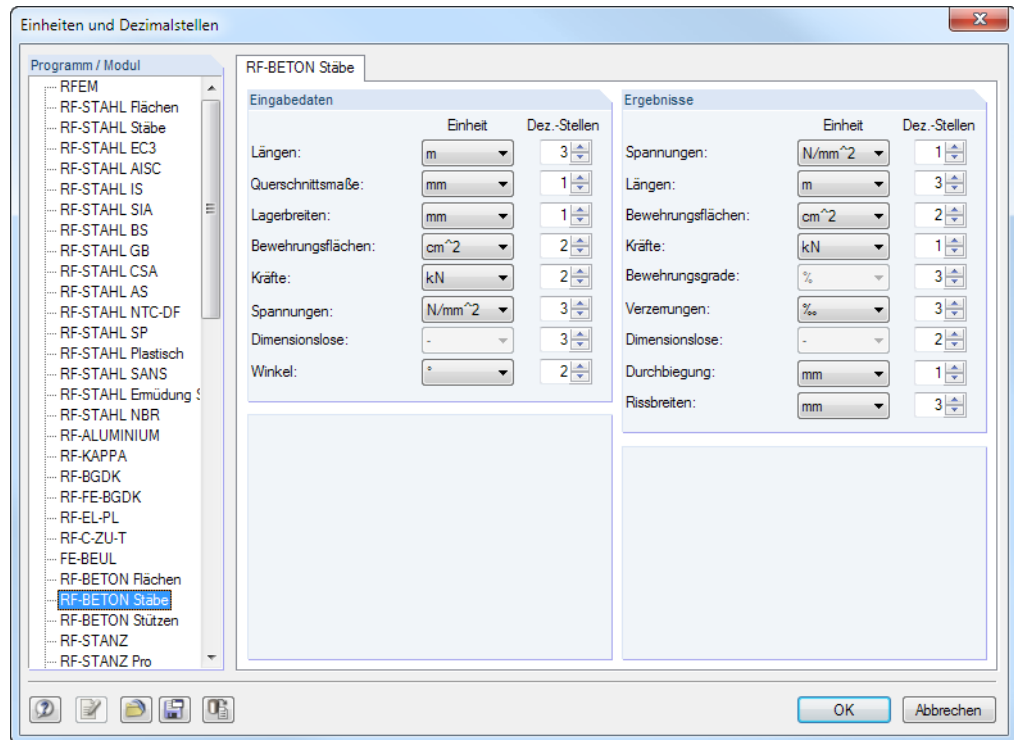 Einheiten und Dezimalstellen
Programm / Modul
RFEM
RF-STAHL Flächen
RF-STAHL Stäbe
RF-STAHL EC3
RF-STAHL AISC
RF-STAHL IS
RF-STAHL SIA
RF-STAHL BS
RF-STAHL GB
RF-STAHL CSA
RF-STAHL AS
RF-STAHL NTC-DF
RF-STAHL SP
RF-STAHL Plastisch
RF-STAHL SANS
RF-STAHL Ermüdung S
RF-STAHL NBR
RF-ALUMINIUM
RF-KAPPA
RF-BGDK
RF-FE-BGDK
RF-EL-PL
RF-C-ZU-T
FE-BEUL
RF-BETON Flächen
RF-BETON Stäbe
RF-BETON Stützen
RF-STANZ
RF-STANZ Pro
RF-BETON Stäbe
Eingabedaten
Einheit Dez.-Stellen
Längen: m 3
Querschnittsmaße: mm 1
Lagerbreiten: mm 1
Bewehrungsflächen: cm^2 2
Kräfte: kN 2
Spannungen: N/mm^2 3
Dimensionslose: - 3
Winkel: ° 2
Ergebnisse
Einheit Dez.-Stellen
Spannungen: N/mm^2 1
Längen: m 3
Bewehrungsflächen: cm^2 2
Kräfte: kN 1
Bewehrungsgrade: % 3
Verzerrungen: ‰ 3
Dimensionslose: - 2
Durchbiegung: mm 1
Rissbreiten: mm 3
OK Abbrechen